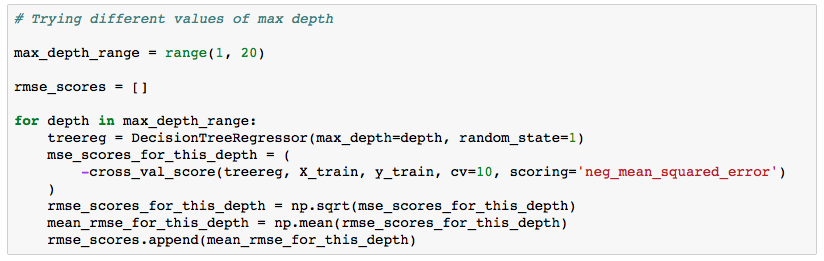 # Trying different values of max depth
max_depth_range = range(1, 20)
rmse_scores = []
for depth in max_depth_range:
    treereg = DecisionTreeRegressor(max_depth=depth, random_state=1)
    mse_scores_for_this_depth = (
        -cross_val_score(treereg, X_train, y_train, cv=10, scoring='neg_mean_squared_error')
    )
    rmse_scores_for_this_depth = np.sqrt(mse_scores_for_this_depth)
    mean_rmse_for_this_depth = np.mean(rmse_scores_for_this_depth)
    rmse_scores.append(mean_rmse_for_this_depth)